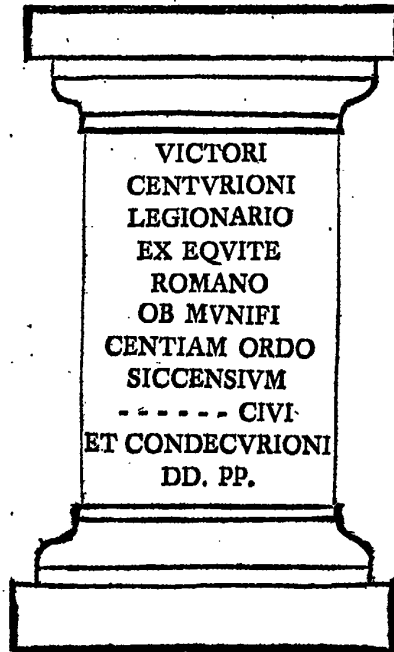 VICTORI
CENTVRIONI
LEGIONARIO
EX EQVITE
ROMANO
OB MVNIFI
CENTIAM ORDO
SICCENSIVM
- - - - - - CIVI
ET CONDECVRIONI
DD. PP.